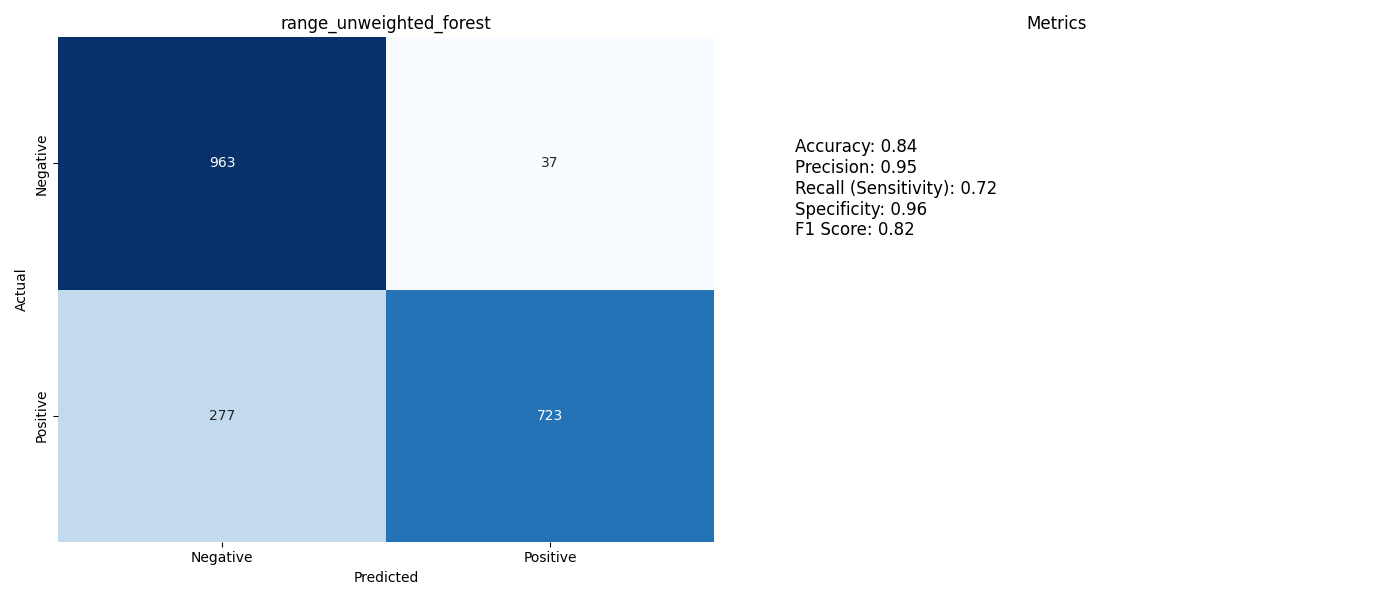 range_unweighted_forest
Actual
Negative
963
37
Positive
277
723
Negative
Positive
Predicted
Metrics
Accuracy: 0.84
Precision: 0.95
Recall (Sensitivity): 0.72
Specificity: 0.96
F1 Score: 0.82